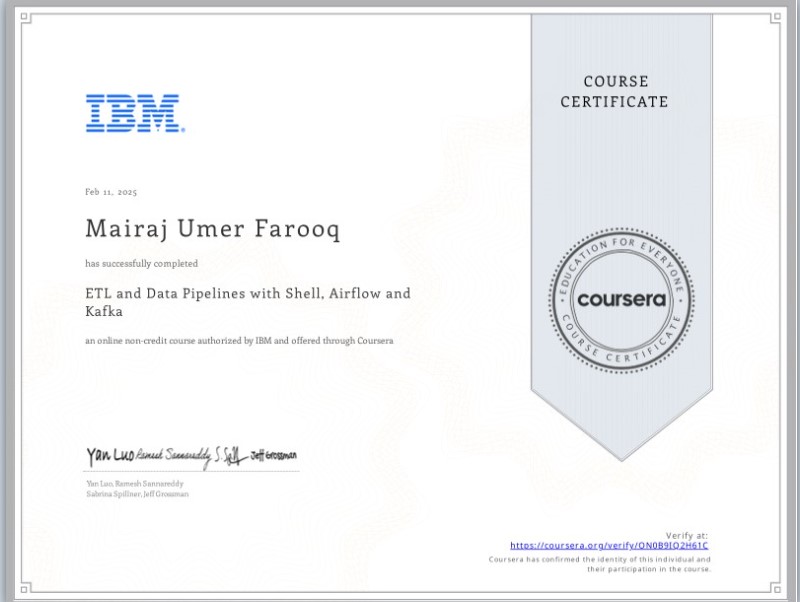 IBM
COURSE
CERTIFICATE
Feb 11, 2025
Mairaj Umer Farooq
has successfully completed
ETL and Data Pipelines with Shell, Airflow and
Kafka
an online non-credit course authorized by IBM and offered through Coursera
EDUCATION FOR EVERYONE
coursera
COURSE CERTIFICATE
Yan Luo Ramesh Sannareddy S. Spill Jeff Grossman
Yan Luo, Ramesh Sannareddy
Sabrina Spillner, Jeff Grossman
Verify at:
https://coursera.org/verify/ON0B9IO2H61C
Coursera has confirmed the identity of this individual and
their participation in the course.